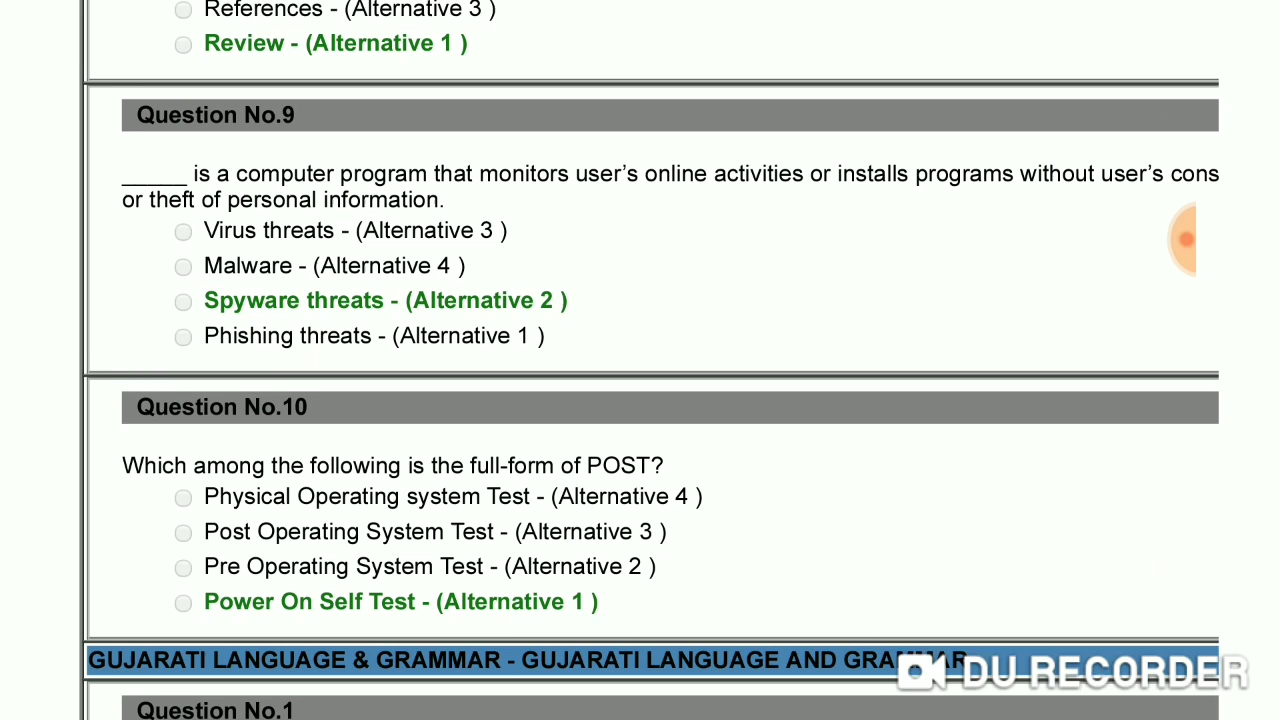 References - (Alternative 3 )
Review - (Alternative 1 )
Question No.9
_____ is a computer program that monitors user’s online activities or installs programs without user’s cons
or theft of personal information.
Virus threats - (Alternative 3 )
Malware - (Alternative 4 )
Spyware threats - (Alternative 2 )
Phishing threats - (Alternative 1 )
Question No.10
Which among the following is the full-form of POST?
Physical Operating system Test - (Alternative 4 )
Post Operating System Test - (Alternative 3 )
Pre Operating System Test - (Alternative 2 )
Power On Self Test - (Alternative 1 )
GUJARATI LANGUAGE & GRAMMAR - GUJARATI LANGUAGE AND GRAMMAR
DU RECORDER
Question No.1